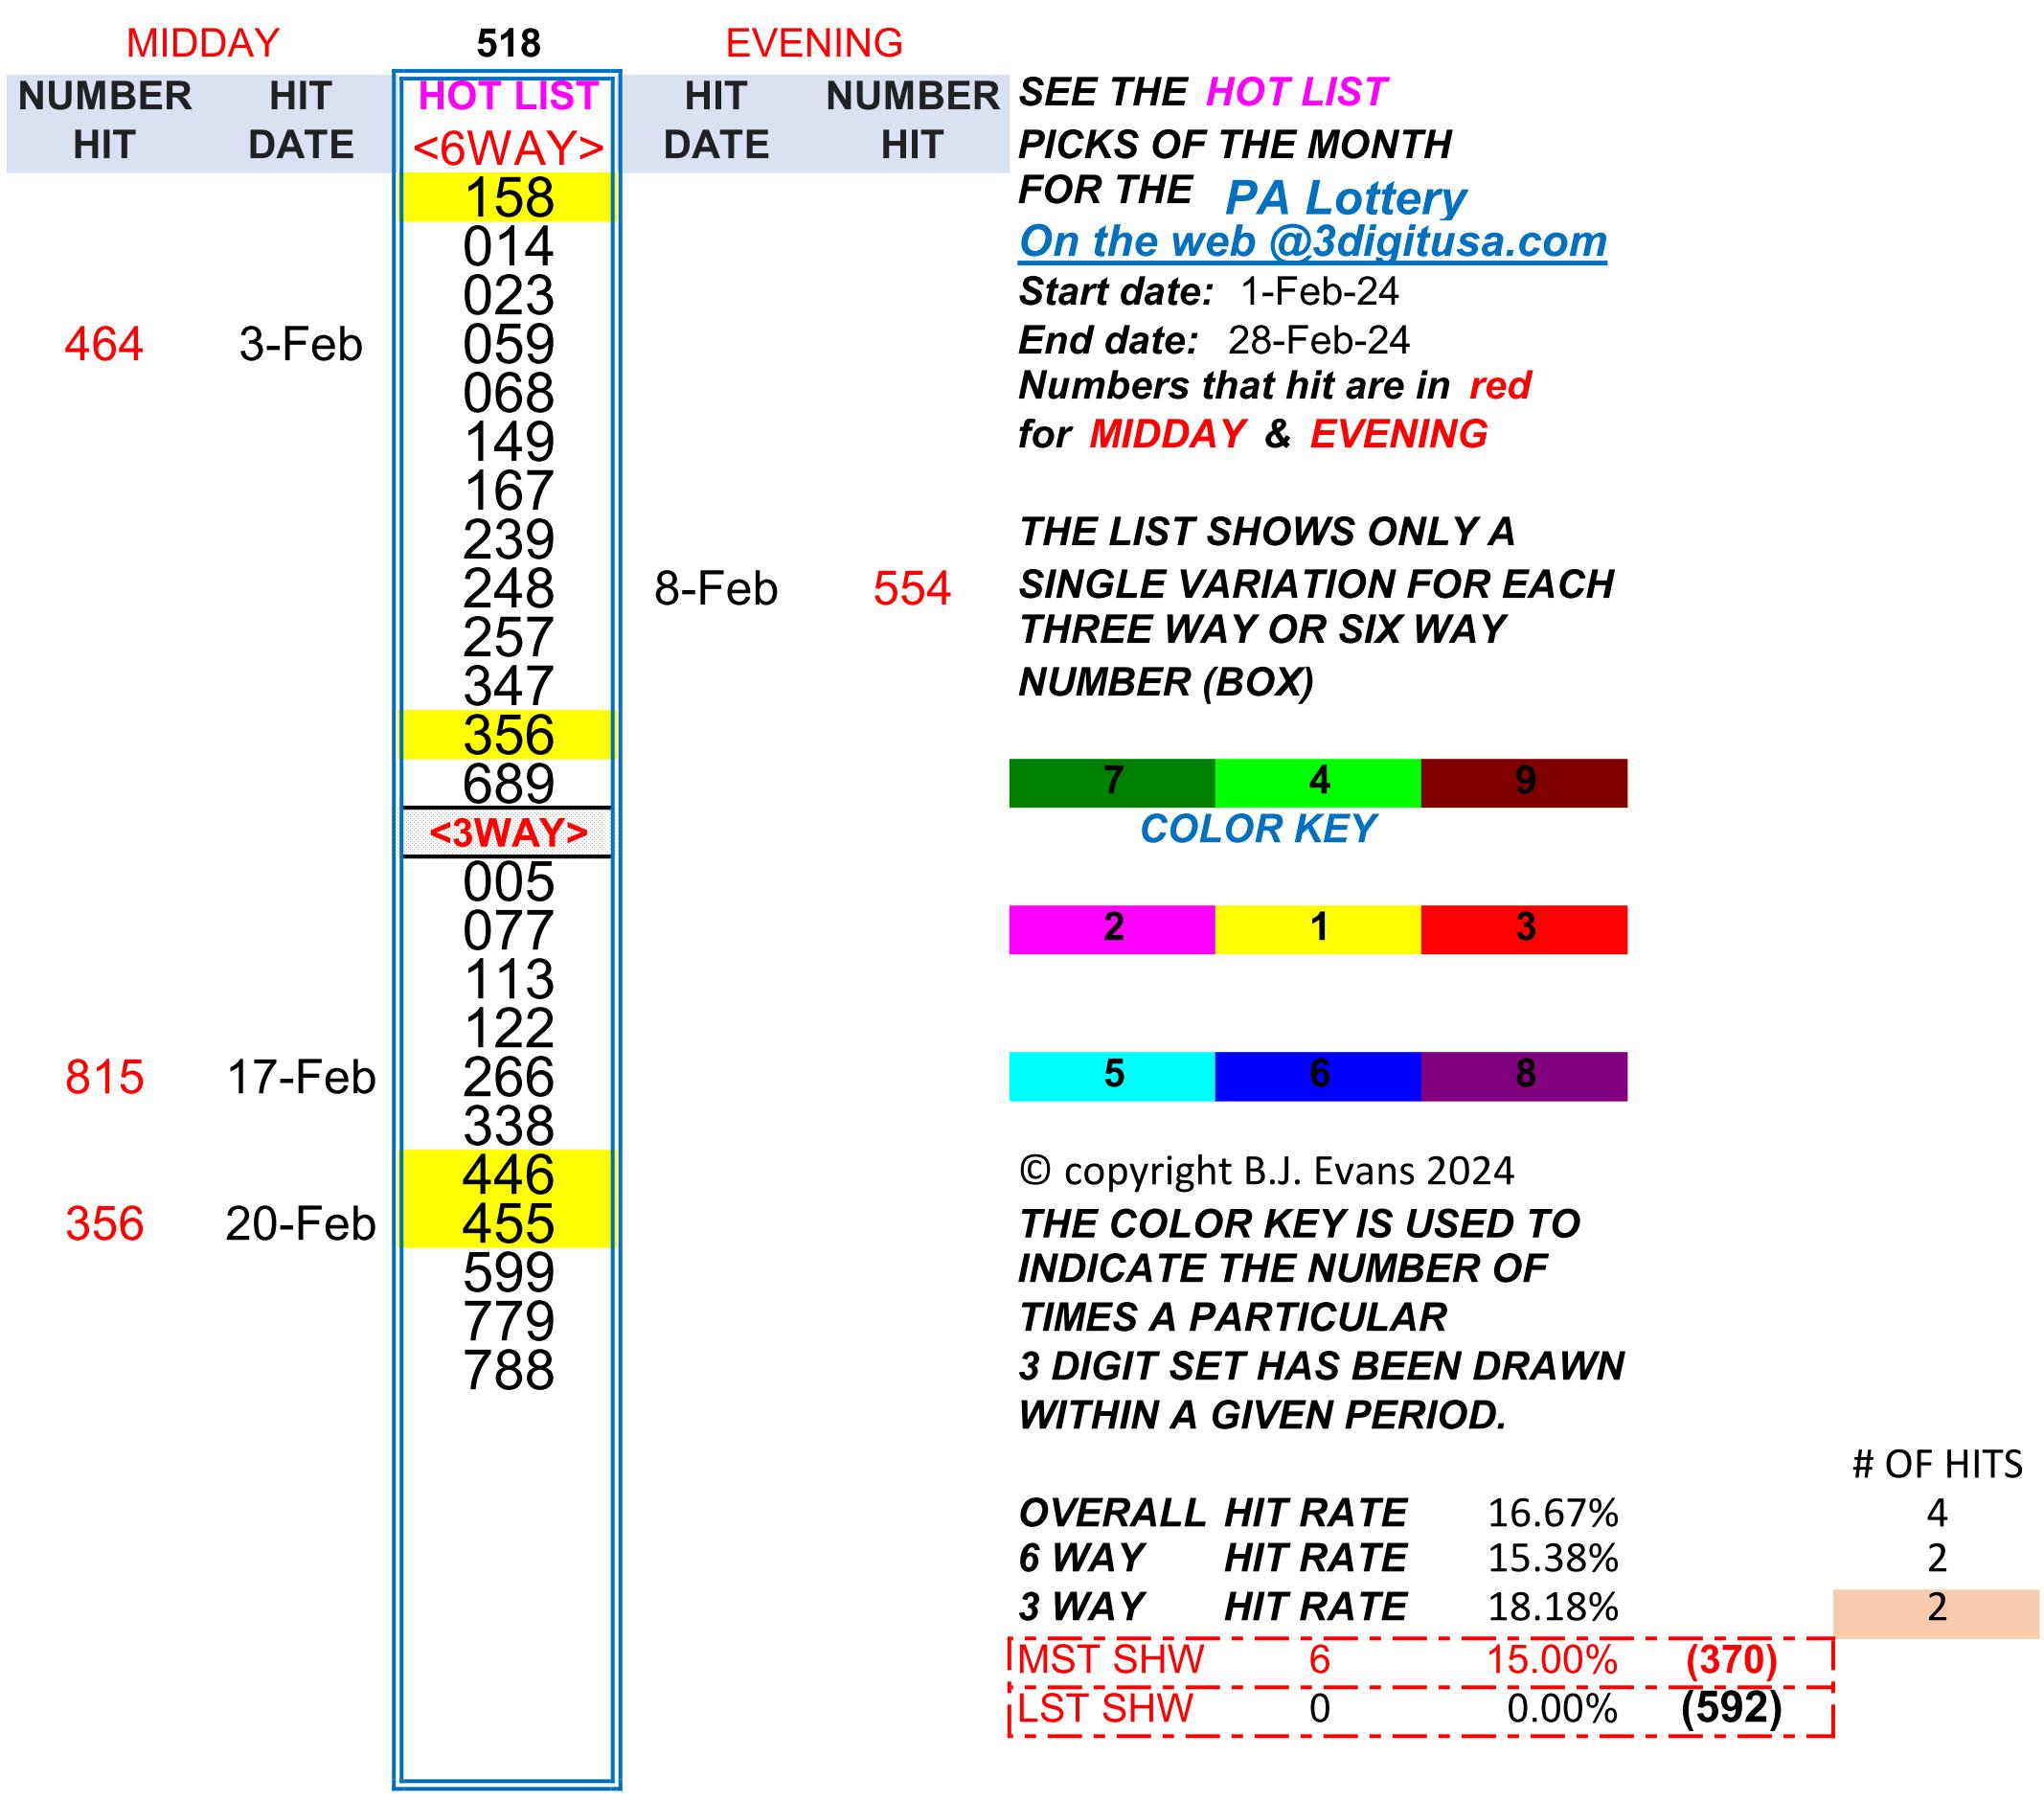 MIDDAY 518 EVENING
NUMBER HIT HOT LIST HIT NUMBER SEE THE HOT LIST
HIT DATE <6WAY> DATE HIT PICKS OF THE MONTH
158 FOR THE PA Lottery
014 On the web @3digitusa.com
023 Start date: 1-Feb-24
464 3-Feb 059 End date: 28-Feb-24
068 Numbers that hit are in red
149 for MIDDAY & EVENING
167
239 THE LIST SHOWS ONLY A
248 8-Feb 554 SINGLE VARIATION FOR EACH
257 THREE WAY OR SIX WAY
347 NUMBER (BOX)
356
689 7 4 9
<3WAY> COLOR KEY
005
077 2 1 3
113
122
815 17-Feb 266 5 6 8
338
446 © copyright B.J. Evans 2024
356 20-Feb 455 THE COLOR KEY IS USED TO
599 INDICATE THE NUMBER OF
779 TIMES A PARTICULAR
788 3 DIGIT SET HAS BEEN DRAWN
WITHIN A GIVEN PERIOD.
# OF HITS
OVERALL HIT RATE 16.67% 4
6 WAY HIT RATE 15.38% 2
3 WAY HIT RATE 18.18% 2
MST SHW 6 15.00% (370)
LST SHW 0 0.00% (592)